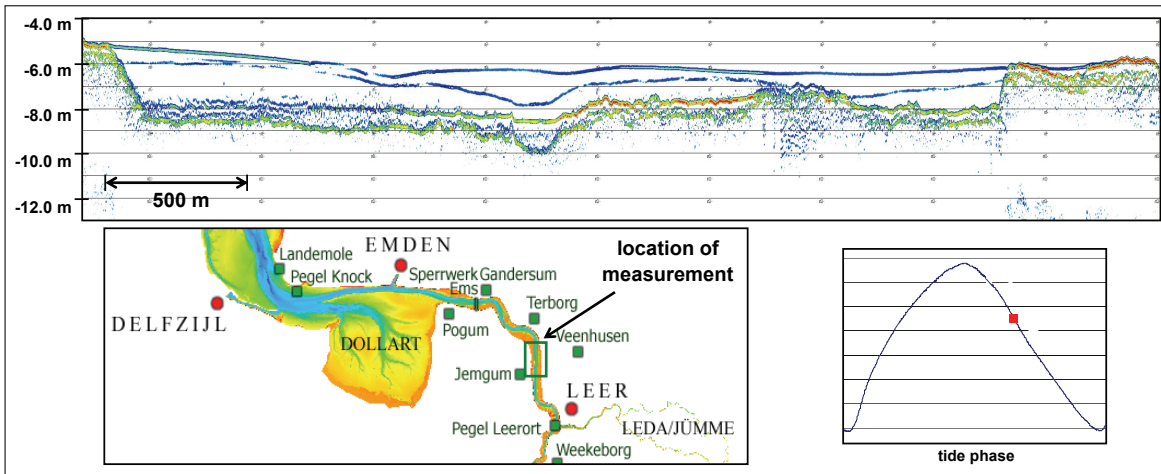 -4.0 m
-6.0 m
-8.0 m
-10.0 m
-12.0 m
500 m
location of
measurement
EMDEN
Landemole
Pegel Knock
Sperrwerk Gandersum
Ems
Terborg
DELFZIJL
Pogum
Veenhusen
DOLLART
Jemgum
LEER
Pegel Leerort
LEDA/JÜMME
Weekeborg
tide phase